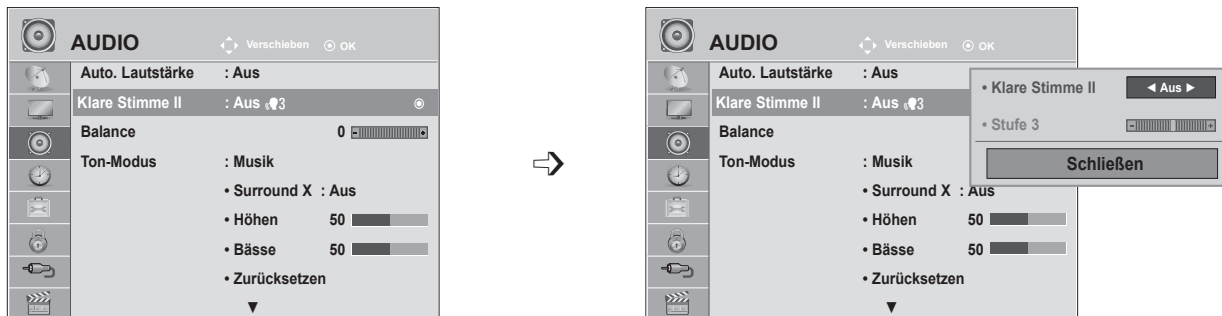 AUDIO
Verschieben OK
Auto. Lautstärke : Aus
Klare Stimme II : Aus 3
Balance 0 - +
Ton-Modus : Musik
• Surround X : Aus
• Höhen 50
• Bässe 50
• Zurücksetzen
▼
AUDIO
Verschieben OK
Auto. Lautstärke : Aus
Klare Stimme II : Aus 3
Balance
Ton-Modus : Musik
• Surround X : Aus
• Höhen 50
• Bässe 50
• Zurücksetzen
▼
• Klare Stimme II ◄ Aus ►
• Stufe 3 - +
Schließen